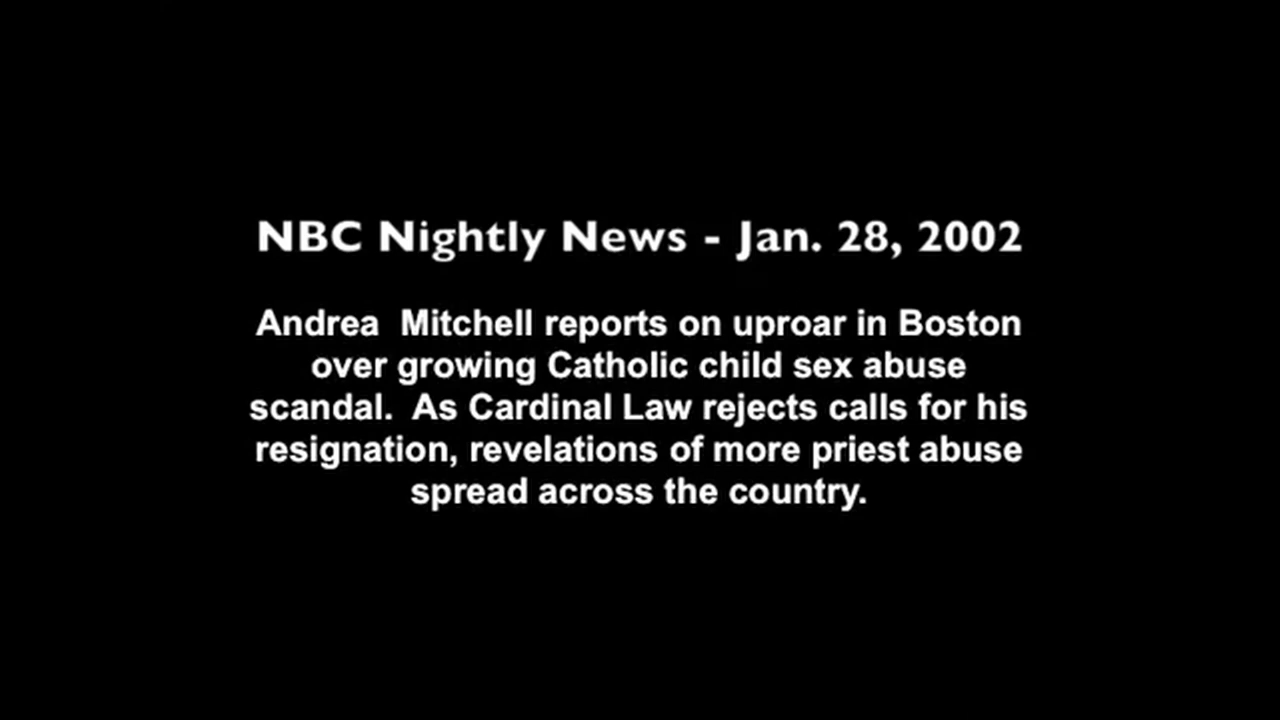 NBC Nightly News - Jan. 28, 2002
Andrea  Mitchell reports on uproar in Boston
over growing Catholic child sex abuse
scandal.  As Cardinal Law rejects calls for his
resignation, revelations of more priest abuse
spread across the country.